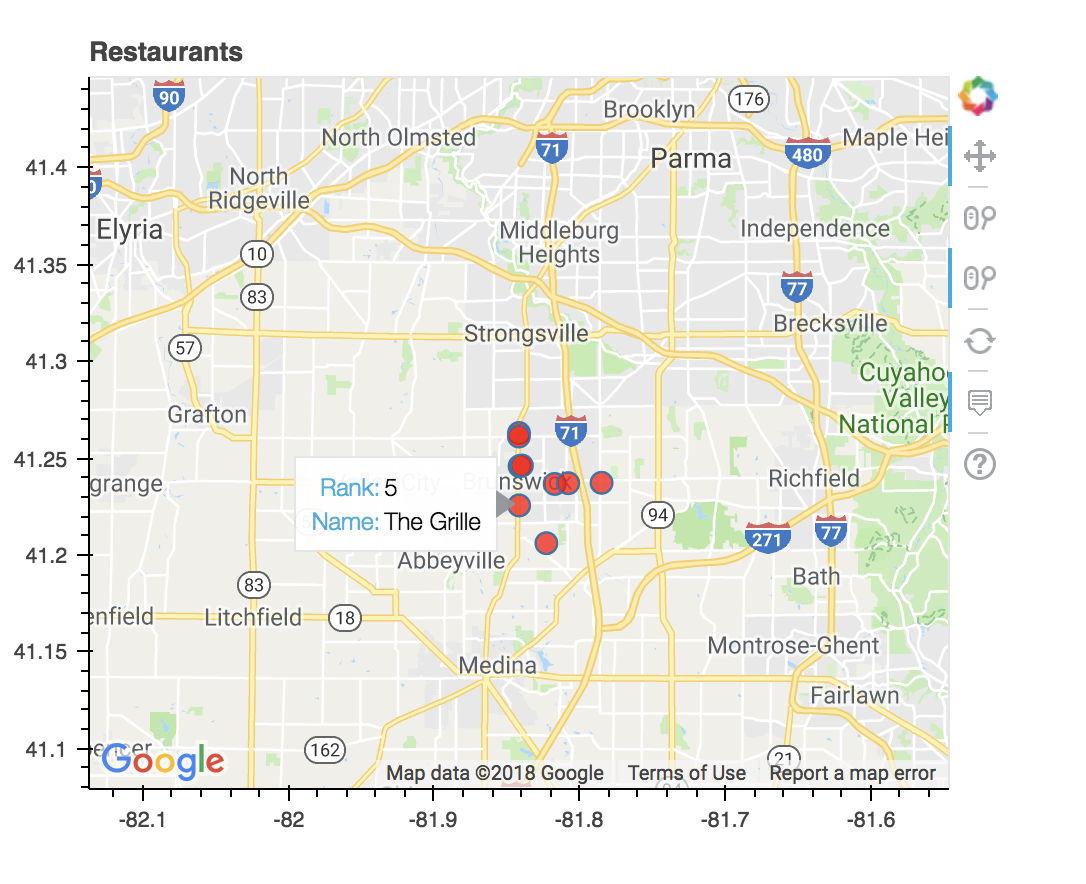 Restaurants
90
176
Brooklyn
North Olmsted
71
Maple Hei
480
Parma
41.4
North
Ridgeville
Elyria
Middleburg
Heights
Independence
10
41.35
83
77
Brecksville
Strongsville
57
41.3
Cuyaho
Valley
National
Grafton
71
41.25
grange
City
Brunswick
Richfield
Rank: 5
Name: The Grille
94
271
77
41.2
Abbeyville
Bath
83
enfield
Litchfield
18
41.15
Montrose-Ghent
Medina
Fairlawn
41.1
encer
162
21
Google
Map data ©2018 Google
Terms of Use
Report a map error
-82.1
-82
-81.9
-81.8
-81.7
-81.6